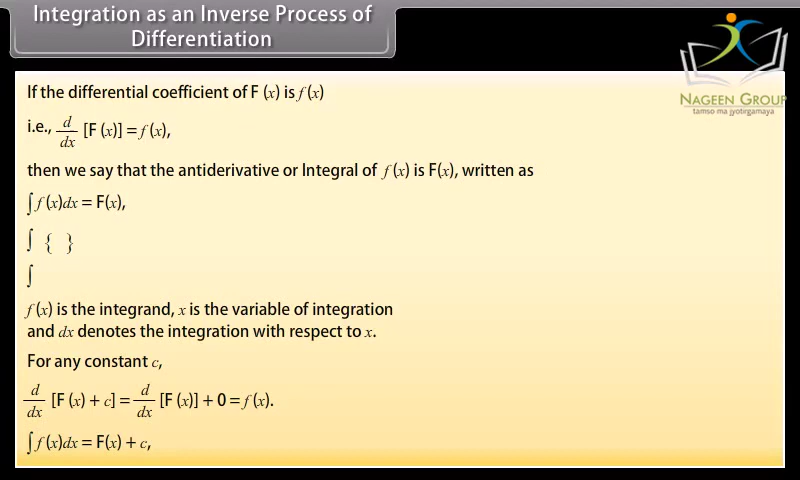 Integration as an Inverse Process of
Differentiation
NAGEEN GROUP
tamso ma jyotirgamaya
If the differential coefficient of F (x) is f (x)
i.e., d/dx [F (x)] = f (x),
then we say that the antiderivative or Integral of f (x) is F(x), written as
∫ f (x)dx = F(x),
∫ { }
∫
f (x) is the integrand, x is the variable of integration
and dx denotes the integration with respect to x.
For any constant c,
d/dx [F (x) + c] = d/dx [F (x)] + 0 = f (x).
∫ f (x)dx = F(x) + c,